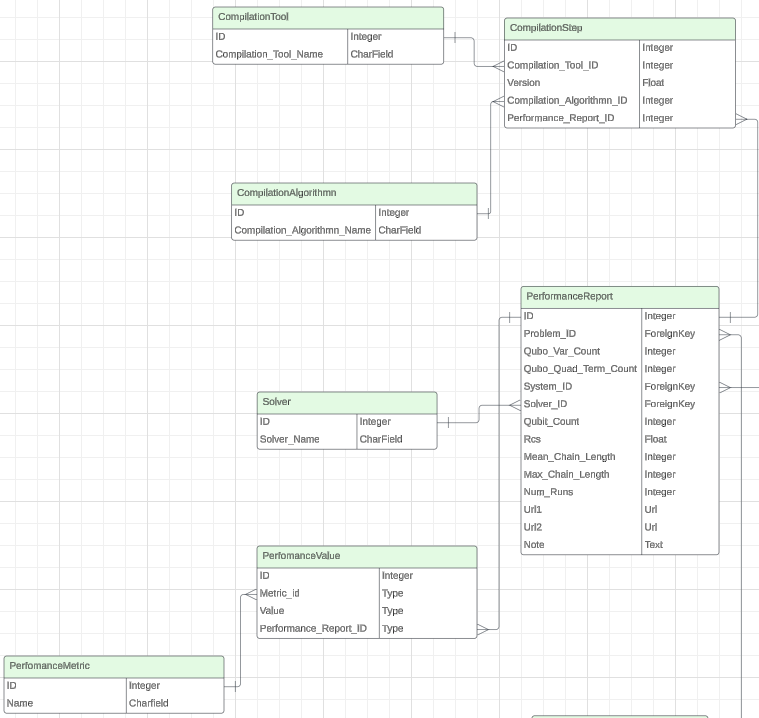 CompilationTool
ID Integer
Compilation_Tool_Name CharField
CompilationStep
ID Integer
Compilation_Tool_ID Integer
Version Float
Compilation_Algorithmn_ID Integer
Performance_Report_ID Integer
CompilationAlgorithmn
ID Integer
Compilation_Algorithmn_Name CharField
PerformanceReport
ID Integer
Problem_ID ForeignKey
Qubo_Var_Count Integer
Qubo_Quad_Term_Count Integer
System_ID ForeignKey
Solver_ID ForeignKey
Qubit_Count Integer
Rcs Float
Mean_Chain_Length Integer
Max_Chain_Length Integer
Num_Runs Integer
Url1 Url
Url2 Url
Note Text
Solver
ID Integer
Solver_Name CharField
PerfomanceValue
ID Integer
Metric_id Type
Value Type
Performance_Report_ID Type
PerfomanceMetric
ID Integer
Name Charfield